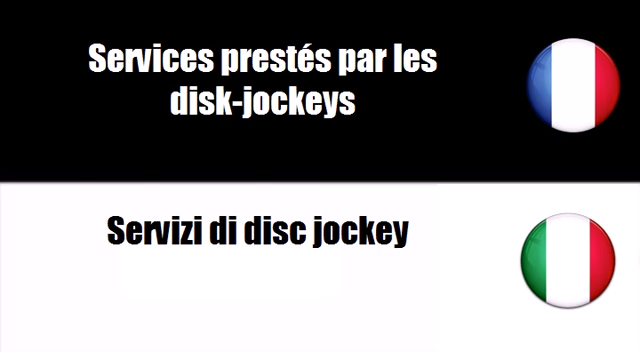 Services prestés par les
disk-jockeys
Servizi di disc jockey